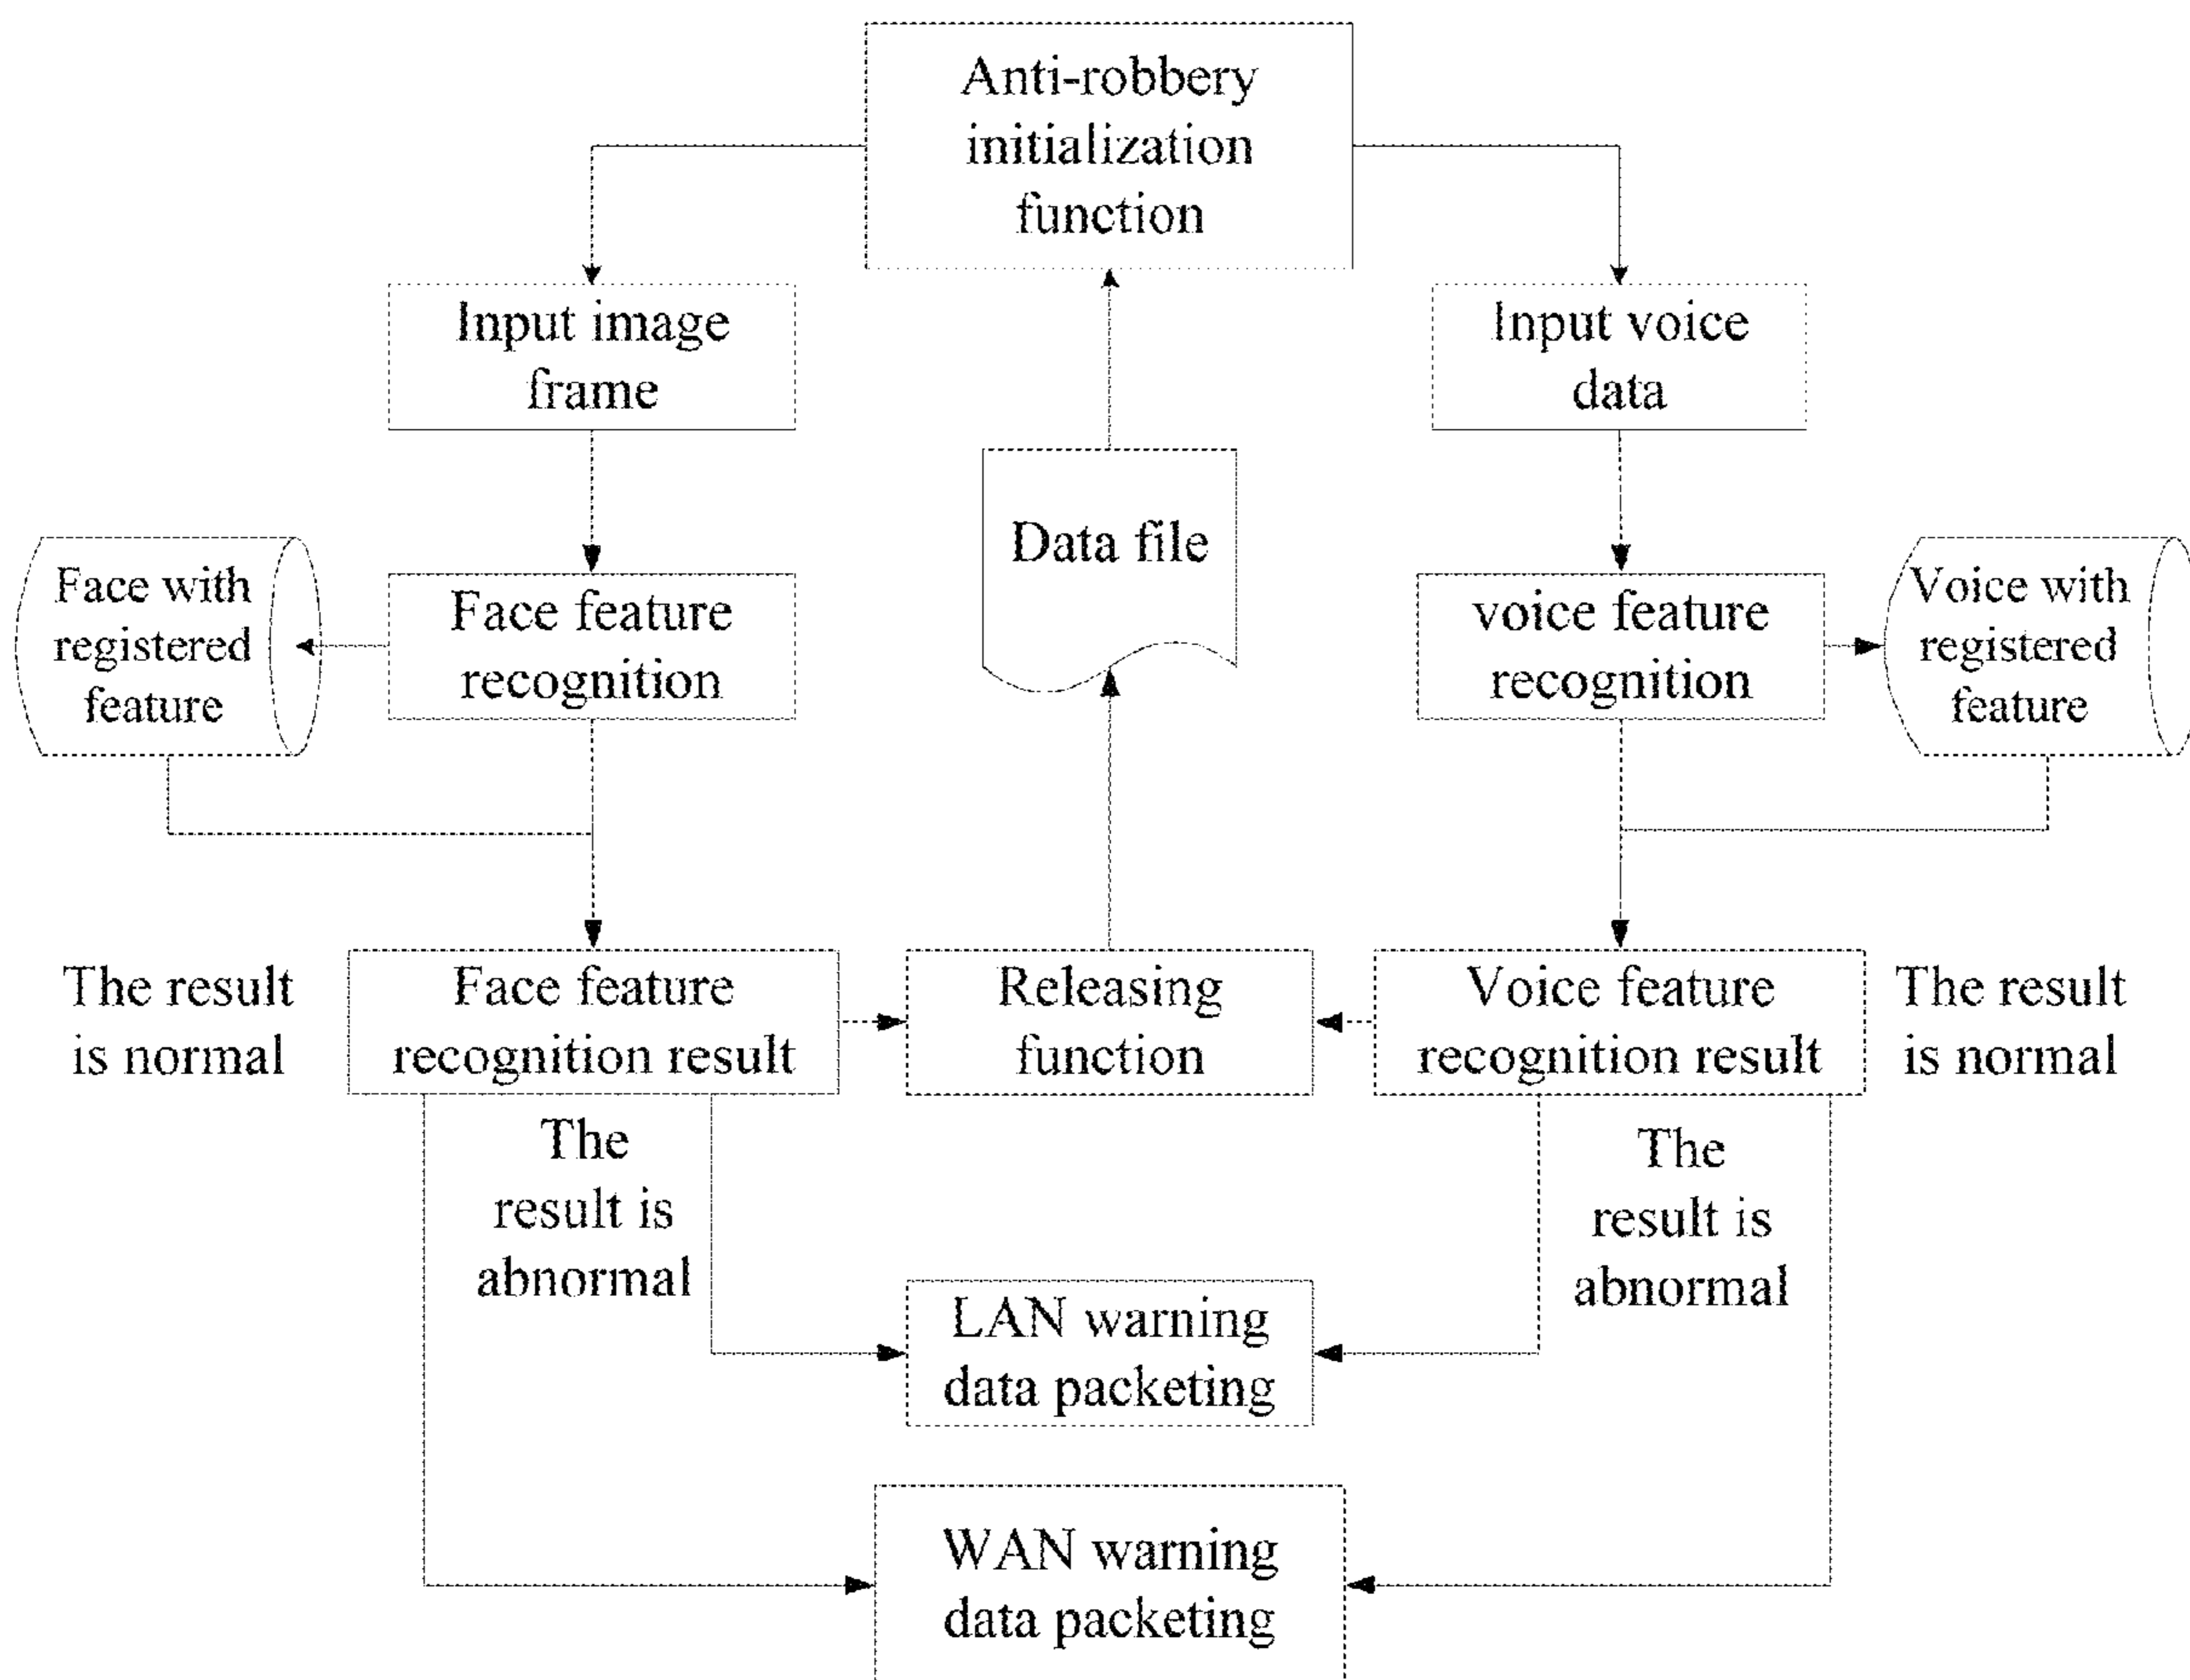 Anti-robbery
initialization
function
Input image
frame
Input voice
data
Data file
Face with
registered
feature
Face feature
recognition
voice feature
recognition
Voice with
registered
feature
The result
is normal
Face feature
recognition result
Releasing
function
Voice feature
recognition result
The result
is normal
The
result is
abnormal
The
result is
abnormal
LAN warning
data packeting
WAN warning
data packeting